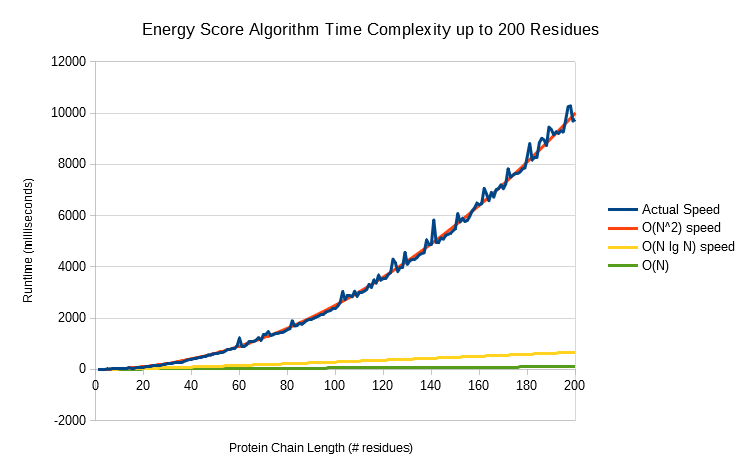 Energy Score Algorithm Time Complexity up to 200 Residues
12000
10000
8000
6000
4000
2000
0
-2000
0 20 40 60 80 100 120 140 160 180 200
Runtime (milliseconds)
Protein Chain Length (# residues)
Actual Speed
O(N^2) speed
O(N lg N) speed
O(N)